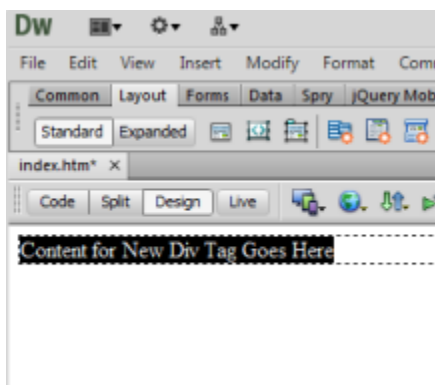 Dw
File Edit View Insert Modify Format Com
Common Layout Forms Data Spry jQuery Mob
Standard Expanded
index.htm* ×
Code Split Design Live
Content for New Div Tag Goes Here